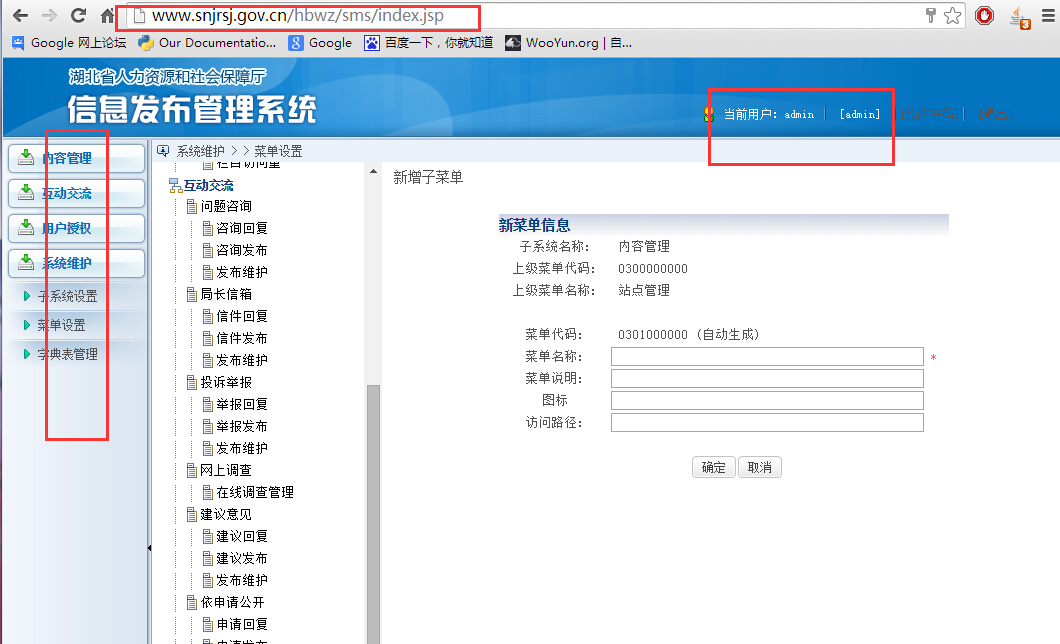 www.snjrsj.gov.cn/hbwz/sms/index.jsp
3
Google 网上论坛
Our Documentatio...
8 Google
百度一下，你就知道
WooYun.org | 自...
湖北省人力资源和社会保障厅
信息发布管理系统
当前用户: admin
[admin]
内容管理
互动交流
用户授权
系统维护
子系统设置
菜单设置
字典表管理
系统维护 >> 菜单设置
栏目访问量
互动交流
问题咨询
咨询回复
咨询发布
发布维护
局长信箱
信件回复
信件发布
发布维护
投诉举报
举报回复
举报发布
发布维护
网上调查
在线调查管理
建议意见
建议回复
建议发布
发布维护
依申请公开
申请回复
申请发布
新增子菜单
新菜单信息
子系统名称: 内容管理
上级菜单代码: 0300000000
上级菜单名称: 站点管理
菜单代码: 0301000000 (自动生成)
菜单名称: *
菜单说明:
图标
访问路径:
确定
取消